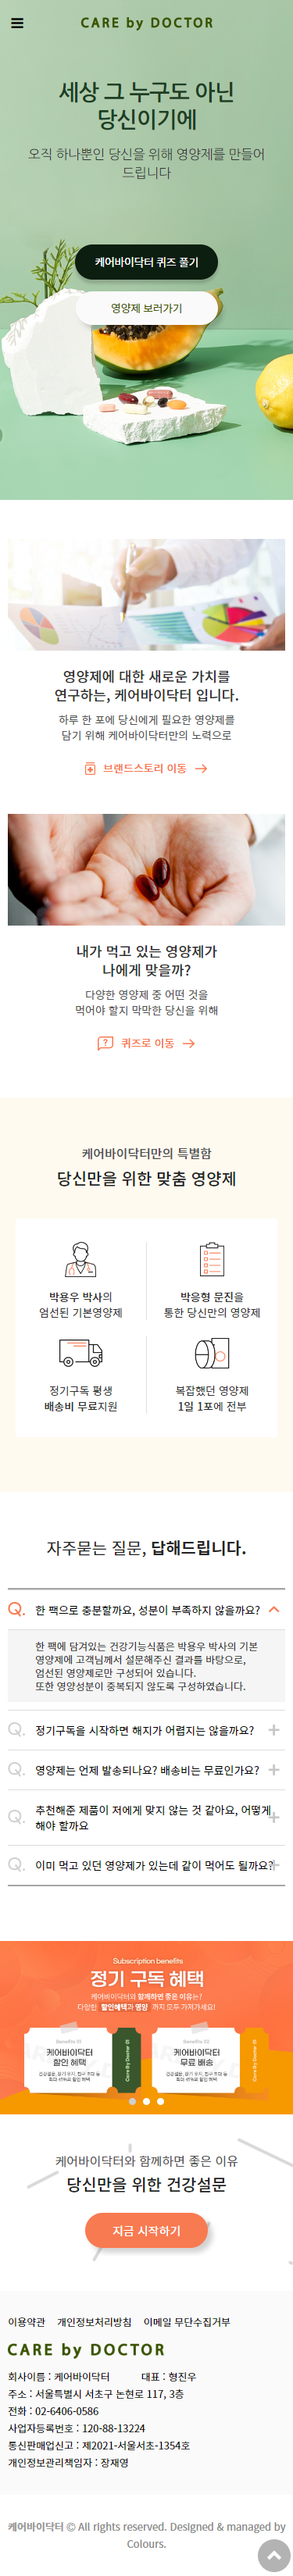 CARE by DOCTOR
세상 그 누구도 아닌
당신이기에
오직 하나뿐인 당신을 위해 영양제를 만들어
드립니다
케어바이닥터 퀴즈 풀기
영양제 보러가기
영양제에 대한 새로운 가치를
연구하는, 케어바이닥터 입니다.
하루 한 포에 당신에게 필요한 영양제를
담기 위해 케어바이닥터만의 노력으로
브랜드스토리 이동 →
내가 먹고 있는 영양제가
나에게 맞을까?
다양한 영양제 중 어떤 것을
먹어야 할지 막막한 당신을 위해
퀴즈로 이동 →
케어바이닥터만의 특별함
당신만을 위한 맞춤 영양제
박용우 박사의
엄선된 기본영양제
박응형 문진을
통한 당신만의 영양제
정기구독 평생
배송비 무료지원
복잡했던 영양제
1일 1포에 전부
자주묻는 질문, 답해드립니다.
Q. 한 팩으로 충분할까요, 성분이 부족하지 않을까요?
한 팩에 담겨있는 건강기능식품은 박용우 박사의 기본
영양제에 고객님께서 설문해주신 결과를 바탕으로,
엄선된 영양제로만 구성되어 있습니다.
또한 영양성분이 중복되지 않도록 구성하였습니다.
Q. 정기구독을 시작하면 해지가 어렵지는 않을까요? +
Q. 영양제는 언제 발송되나요? 배송비는 무료인가요? +
Q. 추천해준 제품이 저에게 맞지 않는 것 같아요, 어떻게
해야 할까요 +
Q. 이미 먹고 있던 영양제가 있는데 같이 먹어도 될까요? +
Subscription benefits
정기 구독 혜택
케어바이닥터와 함께하면 좋은 이유는?
다양한 할인혜택과 영양 까지 모두 가져가세요!
Benefits 01
케어바이닥터
할인 혜택
Care By Doctor 01
Benefits 02
케어바이닥터
무료 배송
케어바이닥터와 함께하면 좋은 이유
당신만을 위한 건강설문
지금 시작하기
이용약관 개인정보처리방침 이메일 무단수집거부
CARE by DOCTOR
회사이름 : 케어바이닥터 대표 : 형진우
주소 : 서울특별시 서초구 논현로 117, 3층
전화 : 02-6406-0586
사업자등록번호 : 120-88-13224
통신판매업신고 : 제2021-서울서초-1354호
개인정보관리책임자 : 장재영
케어바이닥터 © All rights reserved. Designed & managed by
Colours.